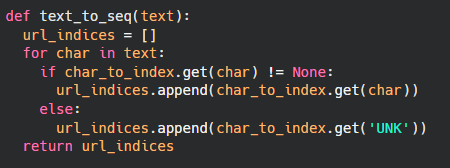 def text_to_seq(text):
  url_indices = []
  for char in text:
    if char_to_index.get(char) != None:
      url_indices.append(char_to_index.get(char))
    else:
      url_indices.append(char_to_index.get('UNK'))
  return url_indices